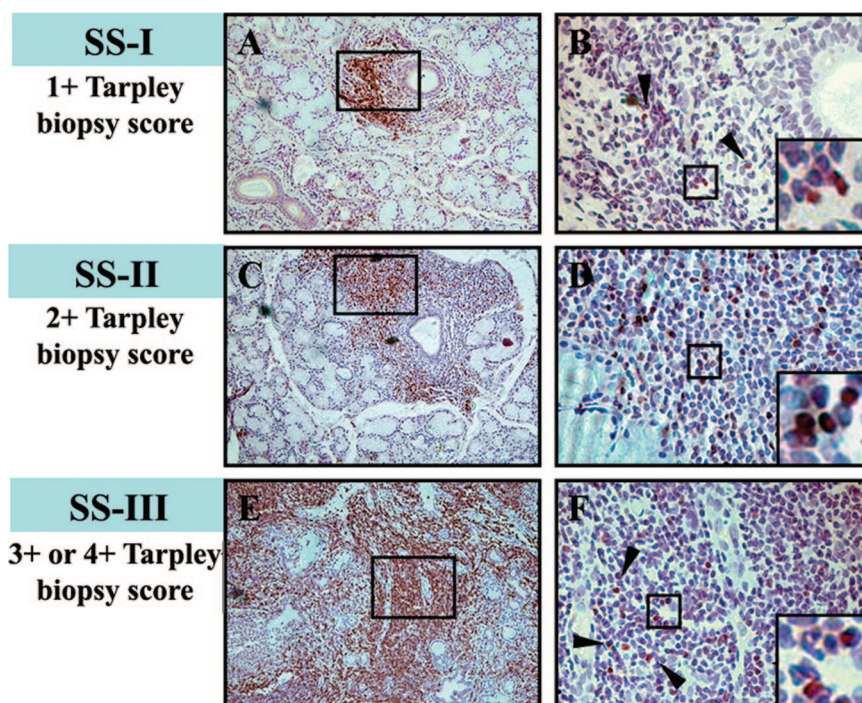 SS-I
1+ Tarpley
biopsy score
A
B
SS-II
2+ Tarpley
biopsy score
C
D
SS-III
3+ or 4+ Tarpley
biopsy score
E
F